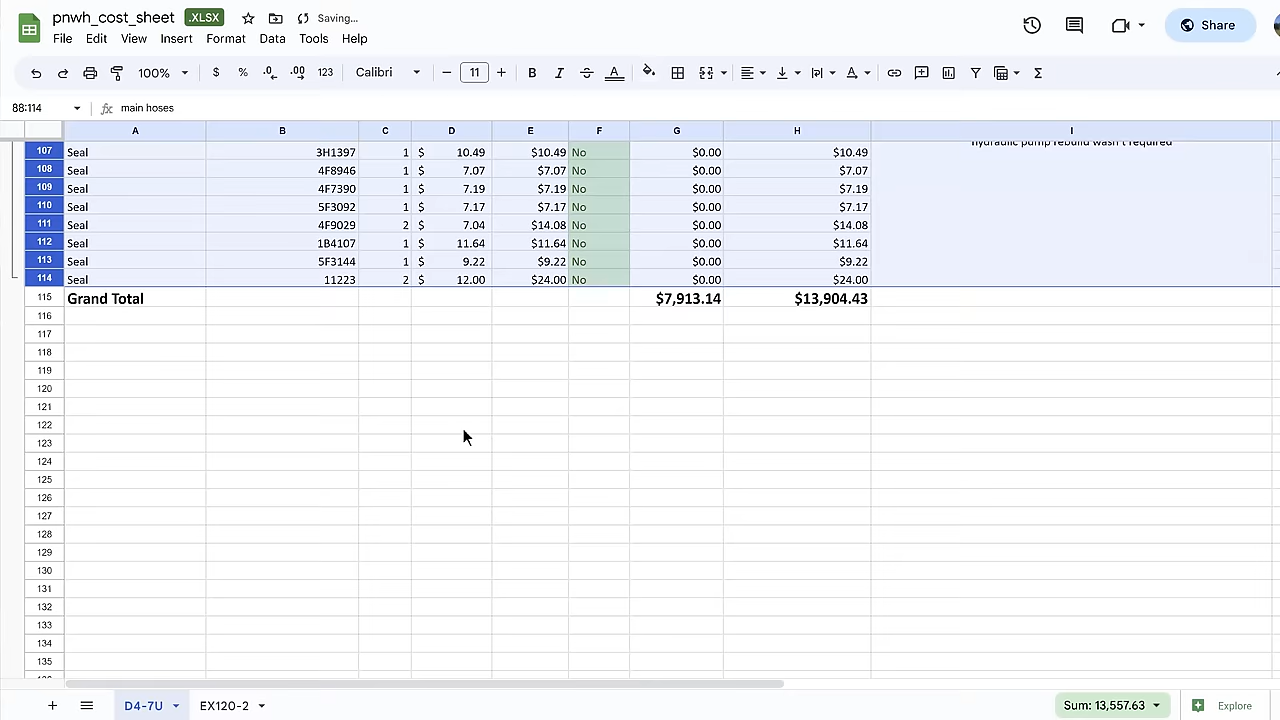 pnwh_cost_sheet .XLSX Saving…
File Edit View Insert Format Data Tools Help
Share
100% $ % .0 .00 123 Calibri 11 B I A Σ
88:114 fx main hoses
A B C D E F G H I
hydraulic pump rebuild wasn't required
107 Seal 3H1397 1 $ 10.49 $10.49 No $0.00 $10.49
108 Seal 4F8946 1 $ 7.07 $7.07 No $0.00 $7.07
109 Seal 4F7390 1 $ 7.19 $7.19 No $0.00 $7.19
110 Seal 5F3092 1 $ 7.17 $7.17 No $0.00 $7.17
111 Seal 4F9029 2 $ 7.04 $14.08 No $0.00 $14.08
112 Seal 1B4107 1 $ 11.64 $11.64 No $0.00 $11.64
113 Seal 5F3144 1 $ 9.22 $9.22 No $0.00 $9.22
114 Seal 11223 2 $ 12.00 $24.00 No $0.00 $24.00
115 Grand Total $7,913.14 $13,904.43
116
117
118
119
120
121
122
123
124
125
126
127
128
129
130
131
132
133
134
135
D4-7U EX120-2 Sum: 13,557.63 Explore